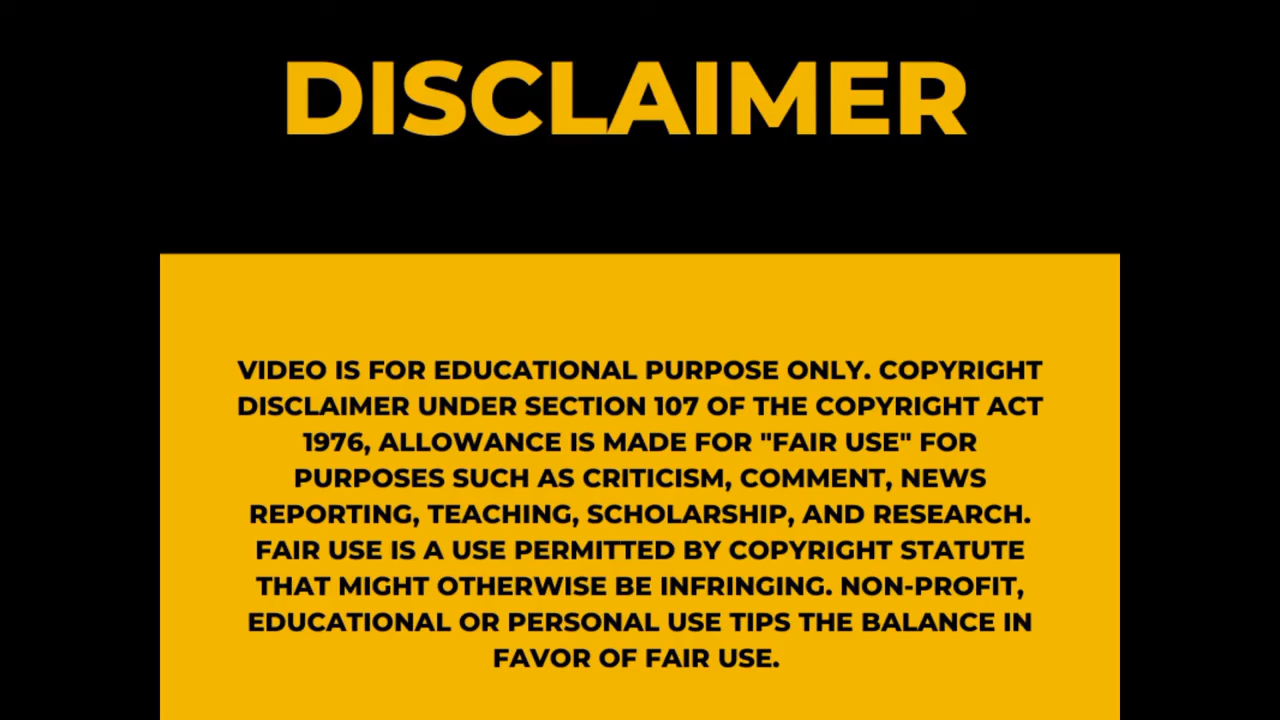 DISCLAIMER
VIDEO IS FOR EDUCATIONAL PURPOSE ONLY. COPYRIGHT
DISCLAIMER UNDER SECTION 107 OF THE COPYRIGHT ACT
1976, ALLOWANCE IS MADE FOR "FAIR USE" FOR
PURPOSES SUCH AS CRITICISM, COMMENT, NEWS
REPORTING, TEACHING, SCHOLARSHIP, AND RESEARCH.
FAIR USE IS A USE PERMITTED BY COPYRIGHT STATUTE
THAT MIGHT OTHERWISE BE INFRINGING. NON-PROFIT,
EDUCATIONAL OR PERSONAL USE TIPS THE BALANCE IN
FAVOR OF FAIR USE.